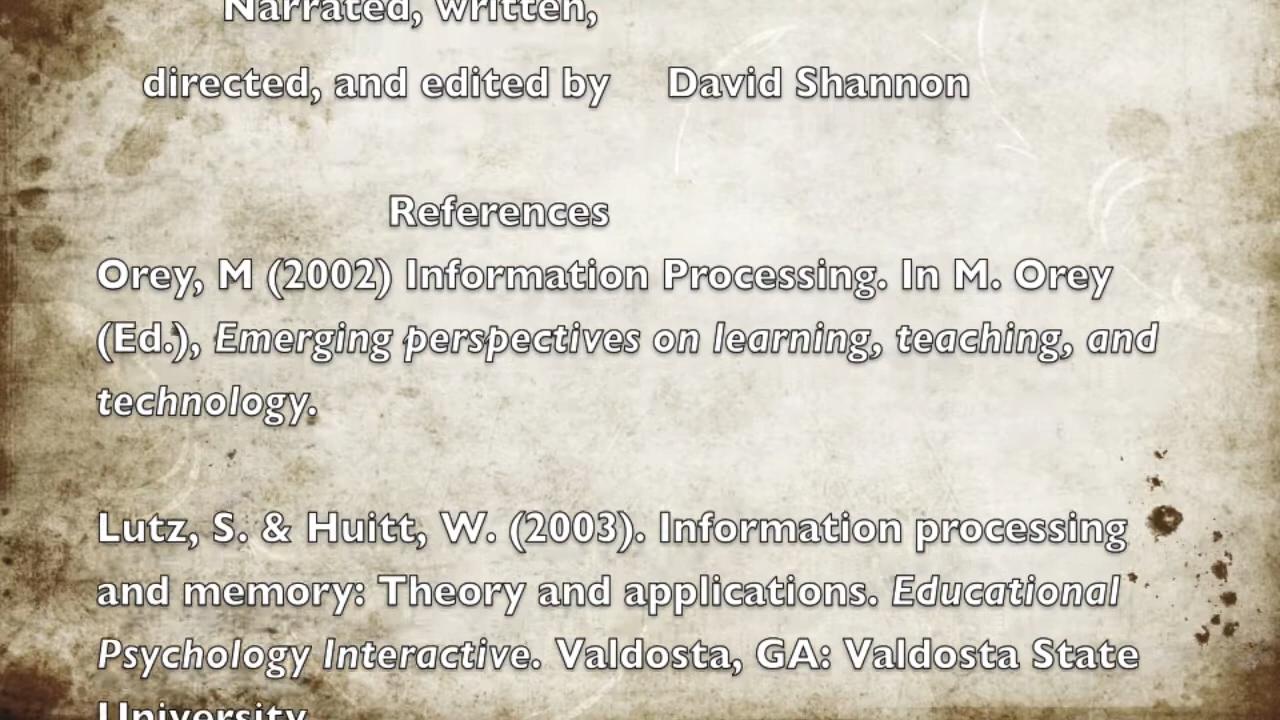 Narrated, written,
directed, and edited by David Shannon
References
Orey, M (2002) Information Processing. In M. Orey
(Ed.), Emerging perspectives on learning, teaching, and
technology.
Lutz, S. & Huitt, W. (2003). Information processing
and memory: Theory and applications. Educational
Psychology Interactive. Valdosta, GA: Valdosta State
University.